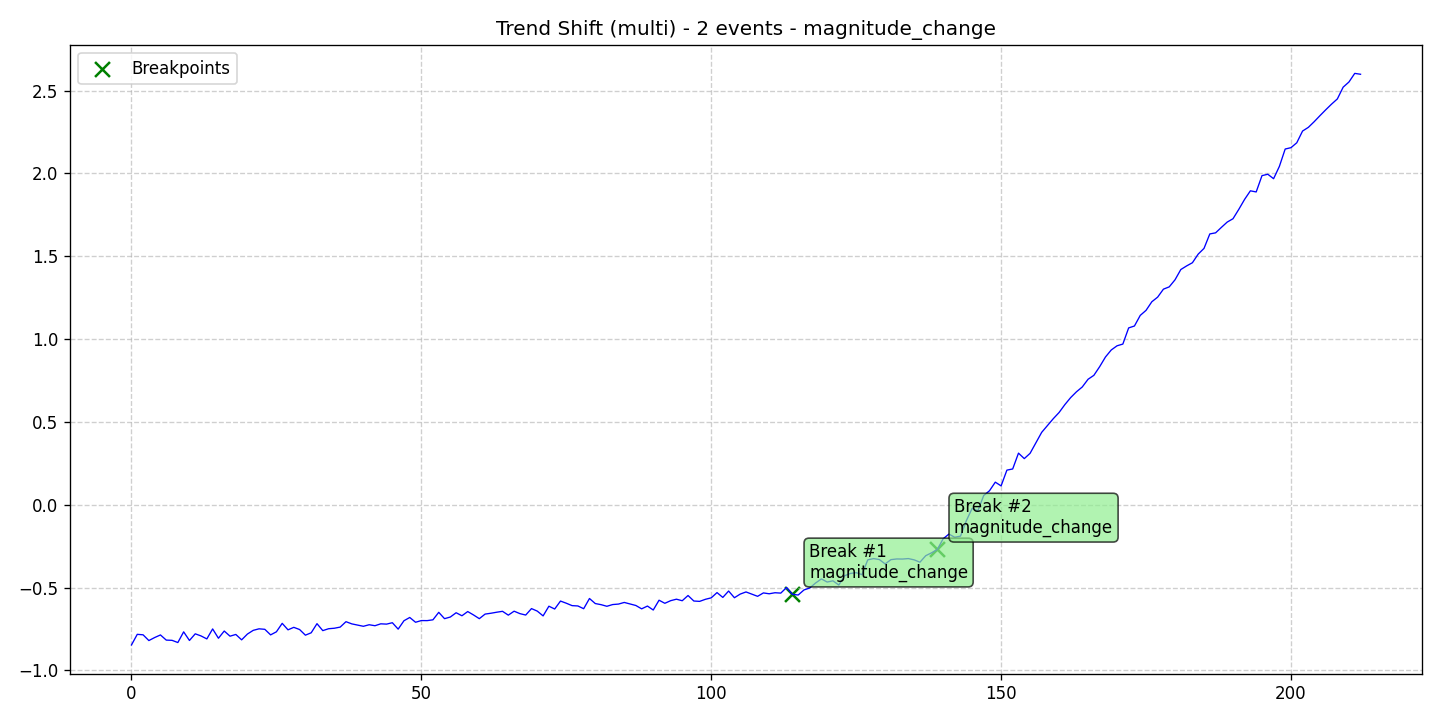 Trend Shift (multi) - 2 events - magnitude_change
Breakpoints
2.5
2.0
1.5
1.0
0.5
0.0
−0.5
−1.0
Break #2
magnitude_change
Break #1
magnitude_change
0
50
100
150
200